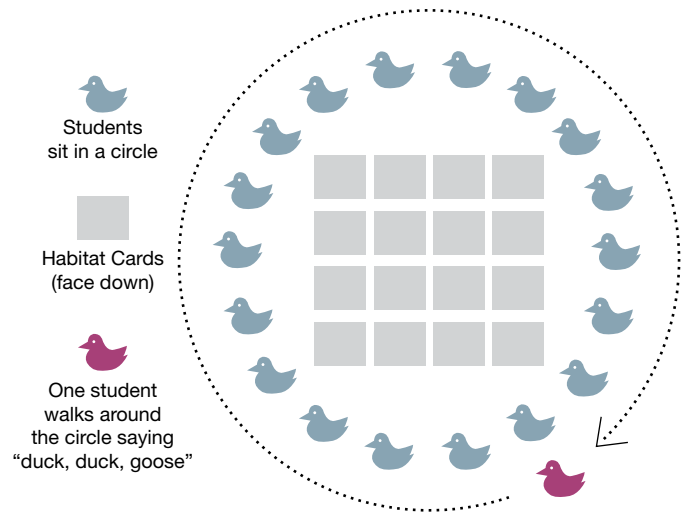 Students
sit in a circle
Habitat Cards
(face down)
One student
walks around
the circle saying
“duck, duck, goose”